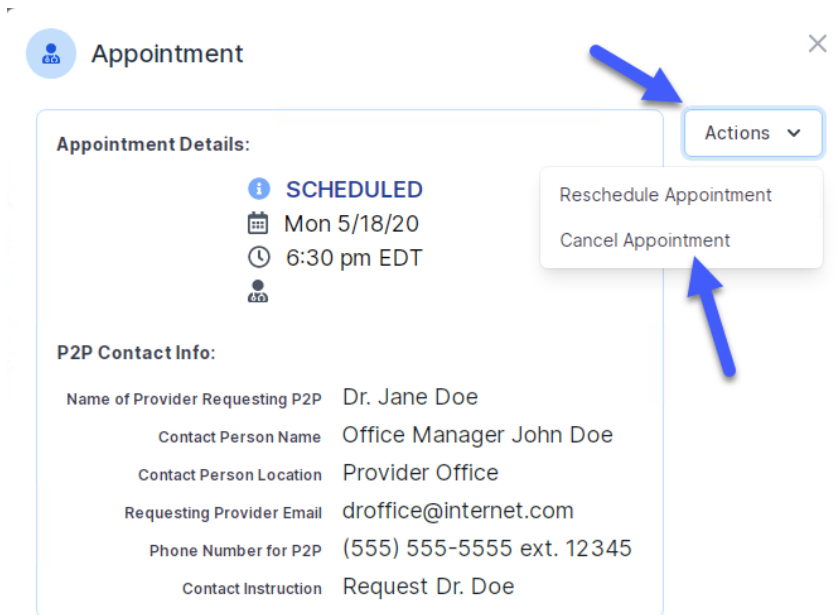 Appointment
Actions
Appointment Details:
SCHEDULED
Reschedule Appointment
Mon 5/18/20
Cancel Appointment
6:30 pm EDT
P2P Contact Info:
Name of Provider Requesting P2P Dr. Jane Doe
Contact Person Name Office Manager John Doe
Contact Person Location Provider Office
Requesting Provider Email droffice@internet.com
Phone Number for P2P (555) 555-5555 ext. 12345
Contact Instruction Request Dr. Doe